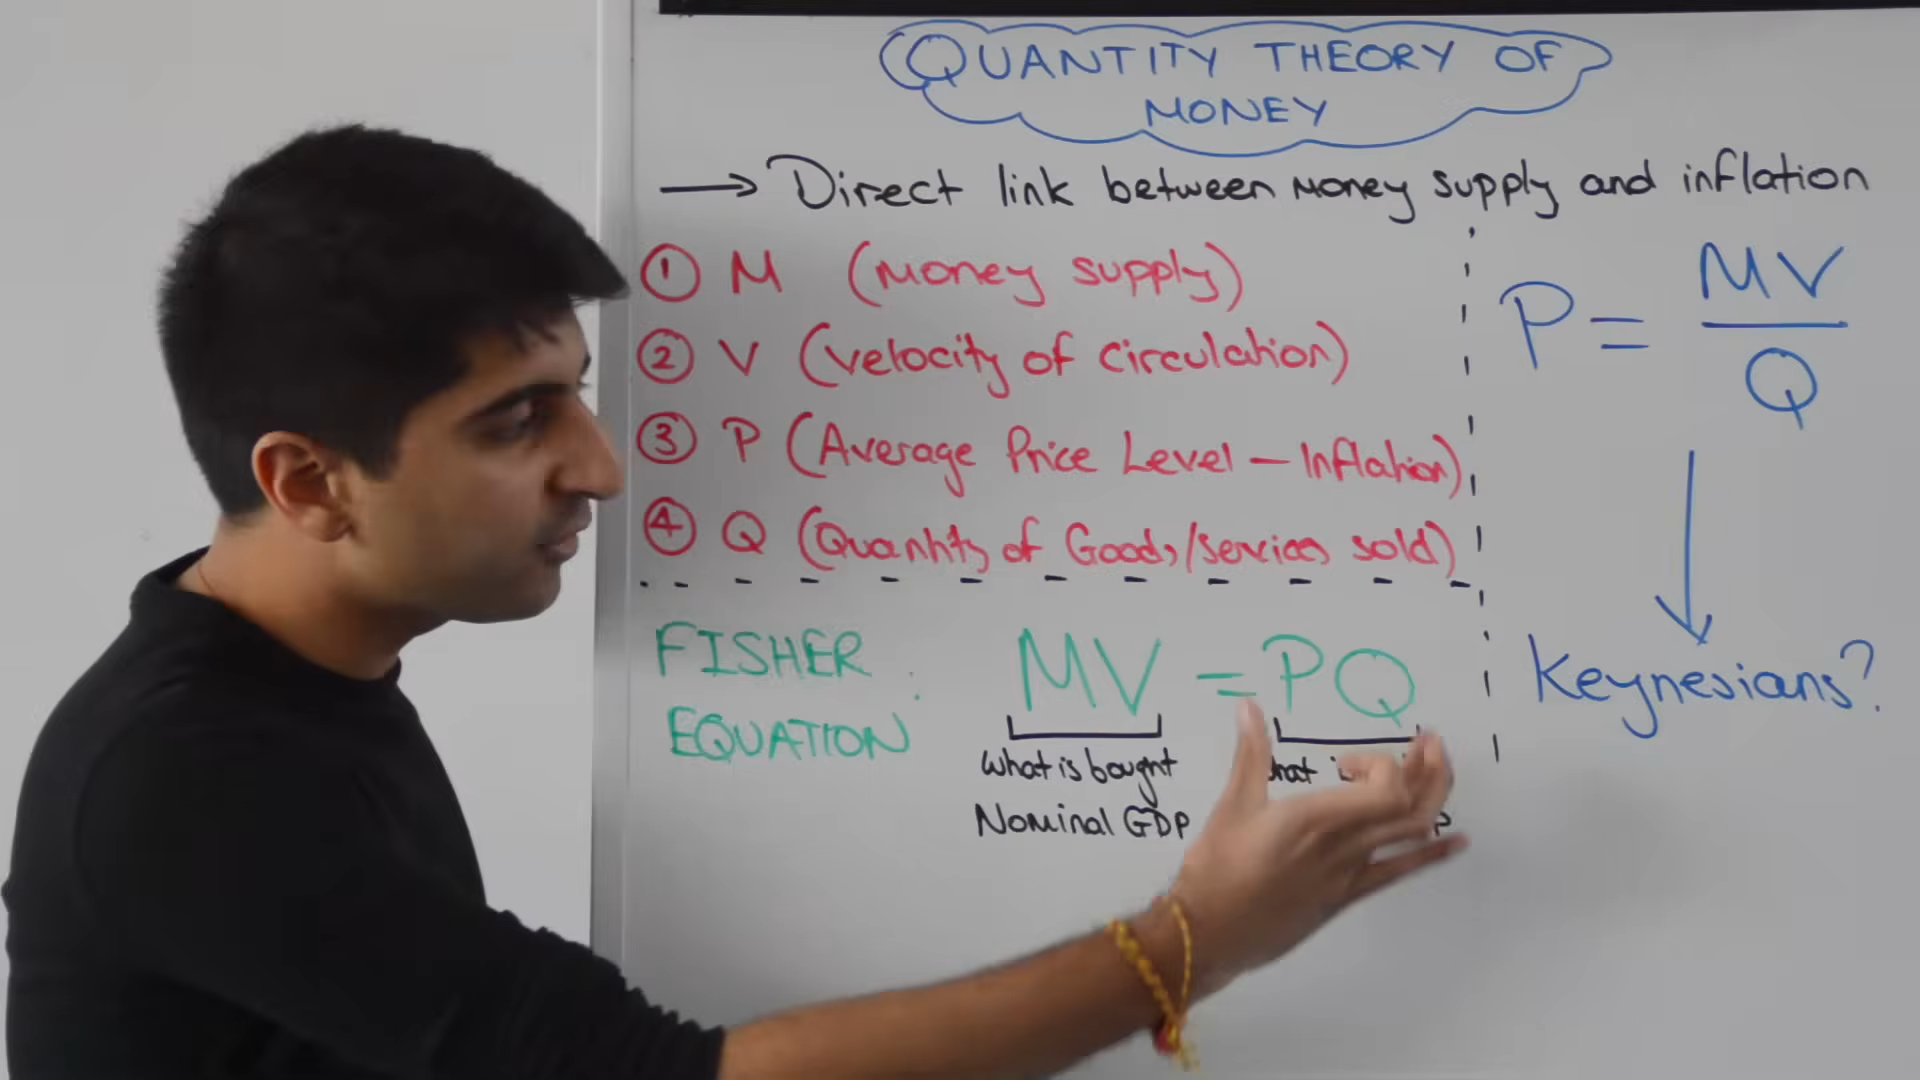 QUANTITY THEORY OF
MONEY
→ Direct link between Money supply and inflation
① M (Money supply)
② V (Velocity of Circulation)
③ P (Average Price Level – Inflation)
④ Q (Quantity of Goods/Services sold)
FISHER
EQUATION :
MV = PQ
What is bought
Nominal GDP
P = MV
Q
Keynesians?